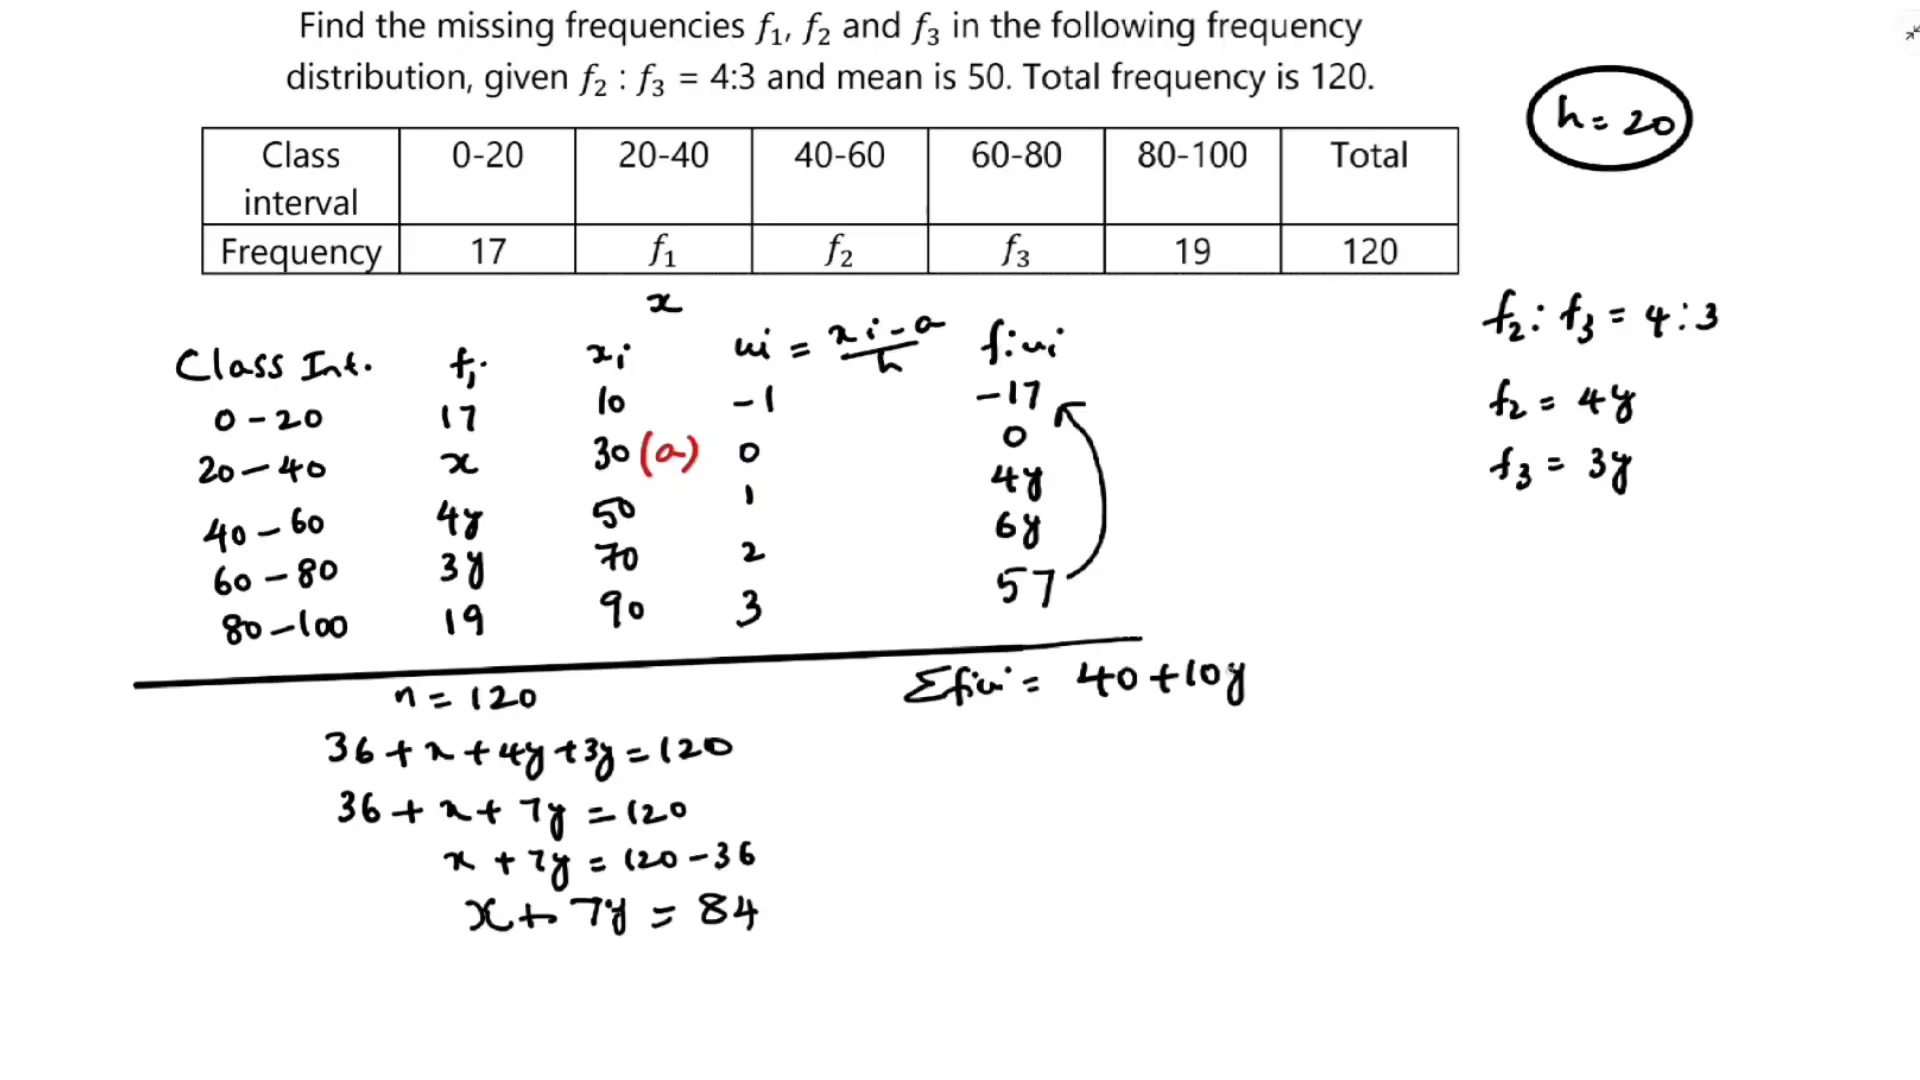 Find the missing frequencies f₁, f₂ and f₃ in the following frequency
distribution, given f₂ : f₃ = 4:3 and mean is 50. Total frequency is 120.
h = 20
Class interval 0-20 20-40 40-60 60-80 80-100 Total
Frequency 17 f₁ f₂ f₃ 19 120
x
f₂ : f₃ = 4 : 3
f₂ = 4y
f₃ = 3y
Class Int. fᵢ xᵢ uᵢ = (xᵢ - a)/h fᵢuᵢ
0-20 17 10 -1 -17
20-40 x 30 (a) 0 0
40-60 4y 50 1 4y
60-80 3y 70 2 6y
80-100 19 90 3 57
n = 120 Σfᵢuᵢ = 40 + 10y
36 + x + 4y + 3y = 120
36 + x + 7y = 120
x + 7y = 120 - 36
x + 7y = 84